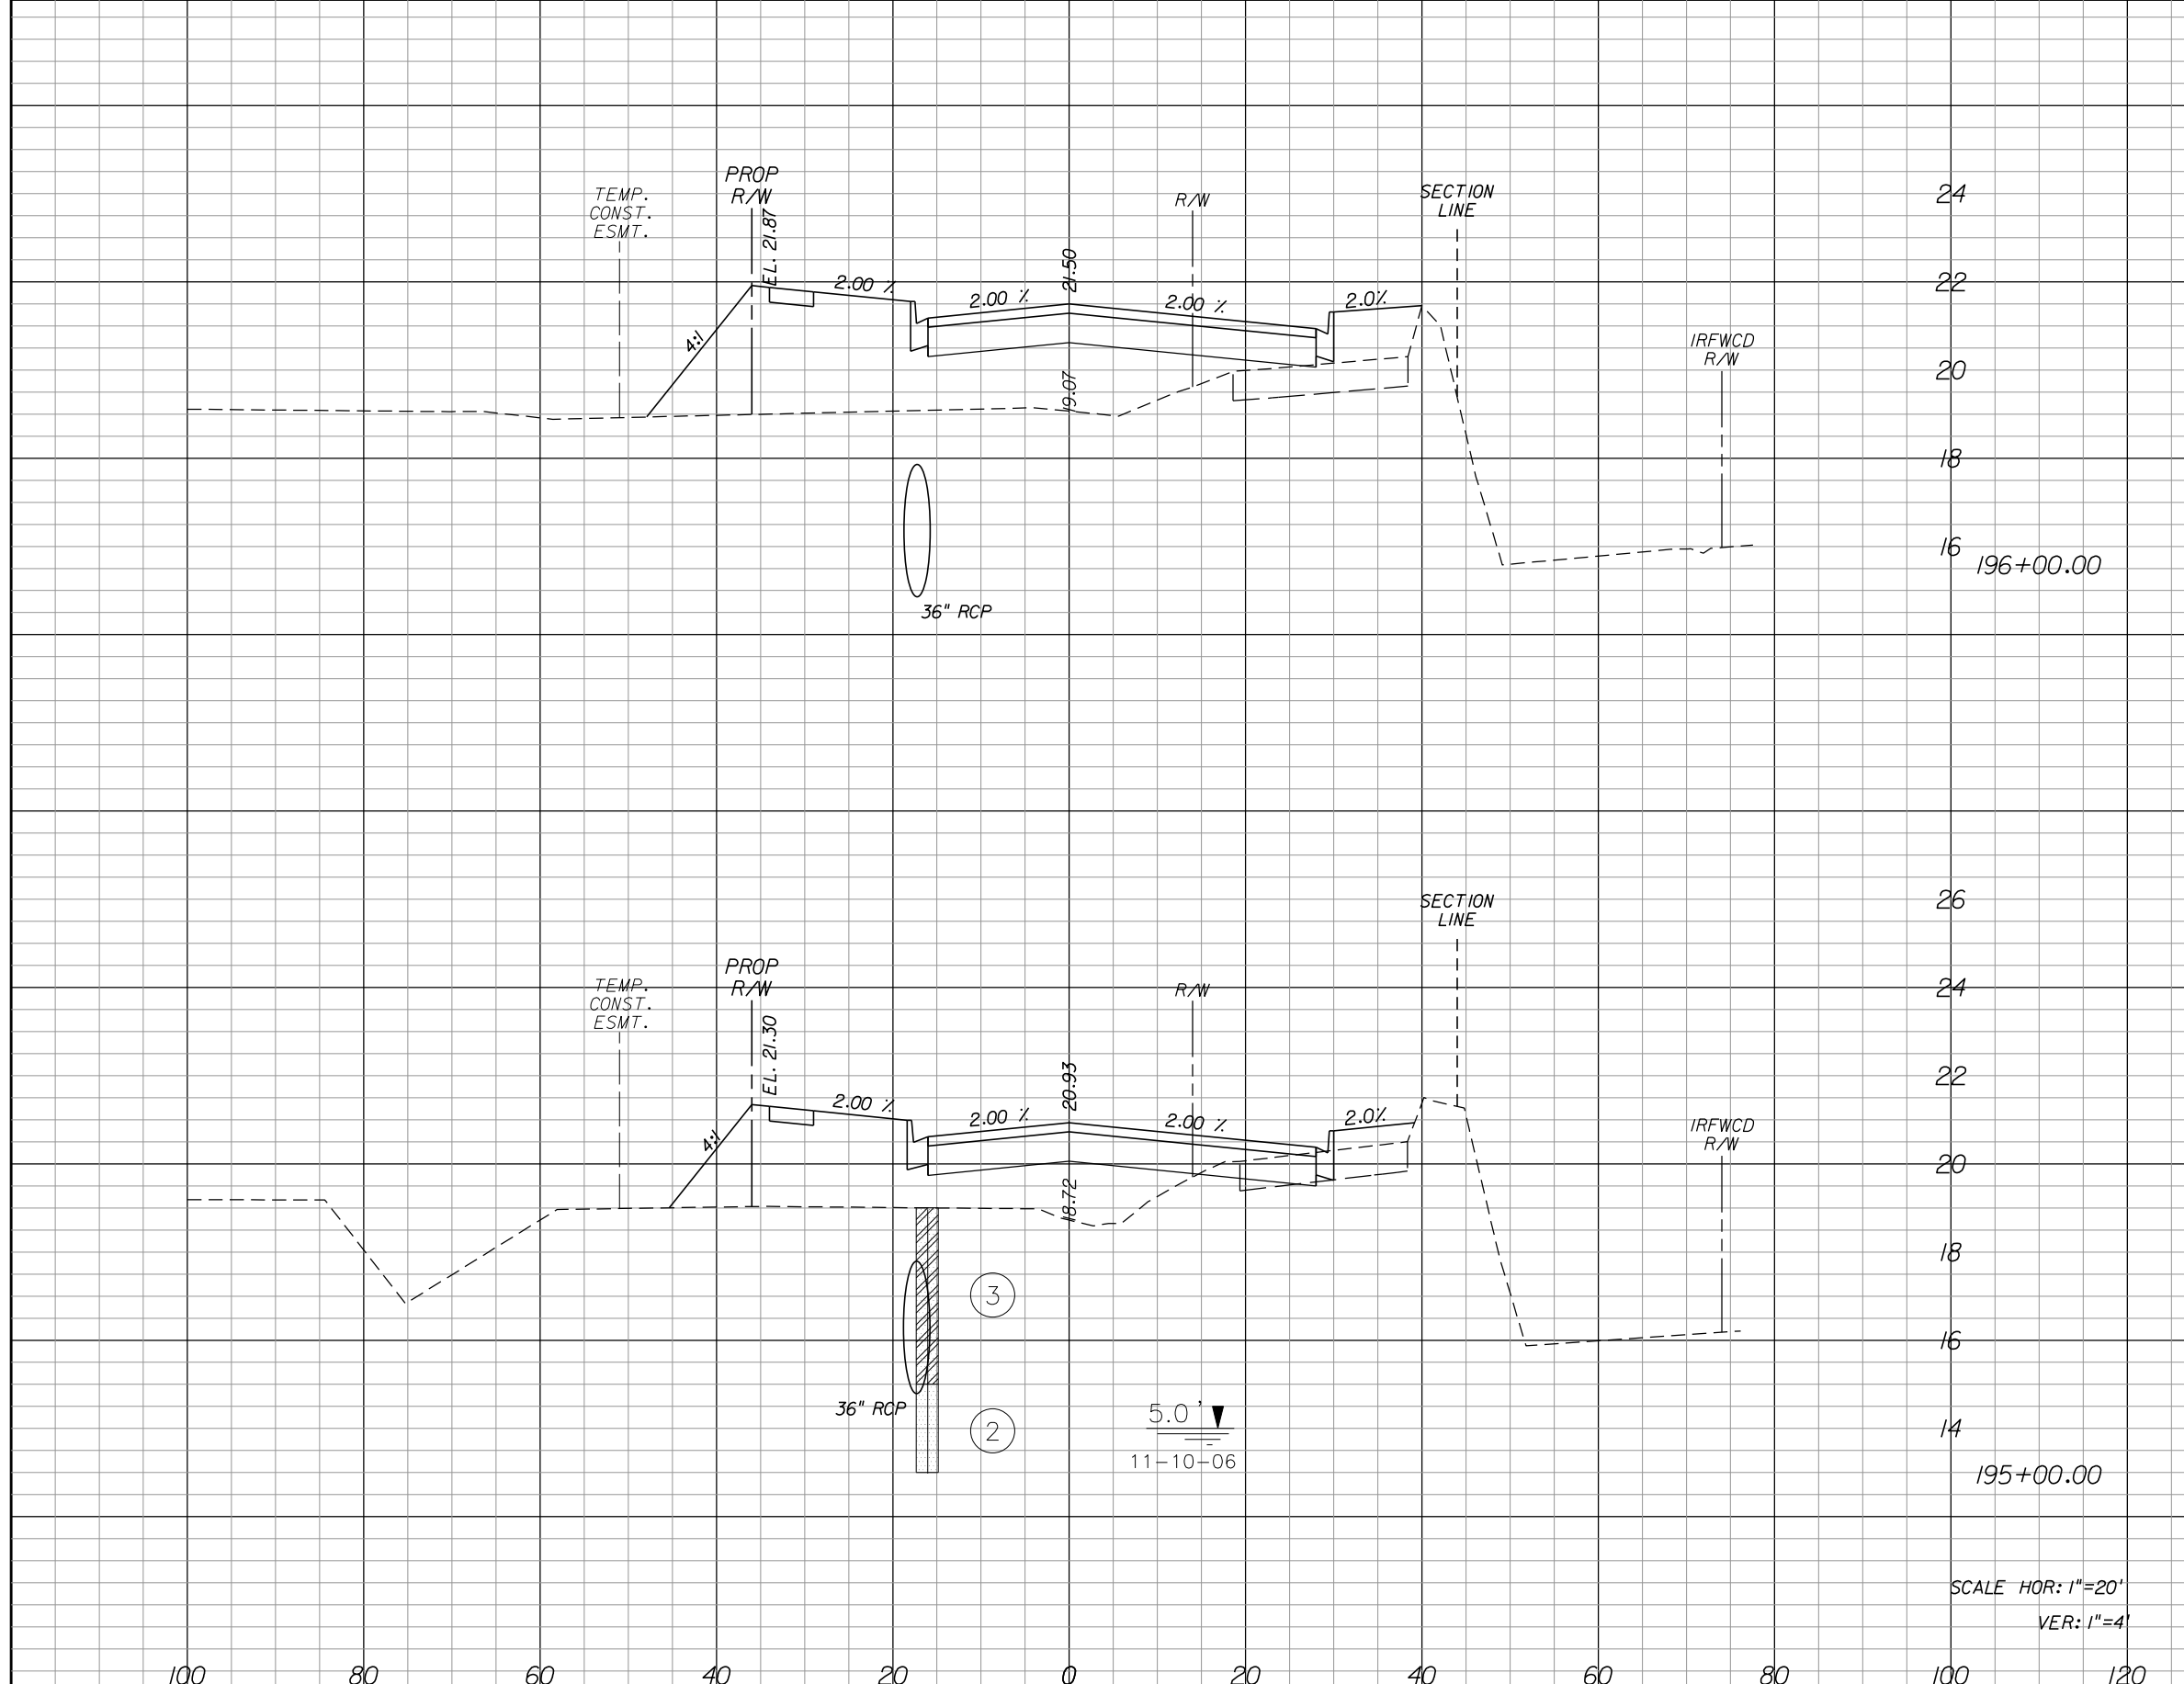 TEMP.
CONST.
ESMT.
PROP
R/W
EL. 21.87
2.00 %
4:1
2.00 %
21.50
2.00 %
R/W
2.0%
SECTION
LINE
IRFWCD
R/W
19.07
36" RCP
24
22
20
18
16
196+00.00
TEMP.
CONST.
ESMT.
PROP
R/W
EL. 21.30
2.00 %
4:1
2.00 %
20.93
2.00 %
R/W
2.0%
SECTION
LINE
IRFWCD
R/W
18.72
3
36" RCP
2
5.0 '
11-10-06
26
24
22
20
18
16
14
195+00.00
SCALE HOR: 1"=20'
VER: 1"=4'
100 80 60 40 20 0 20 40 60 80 100 120